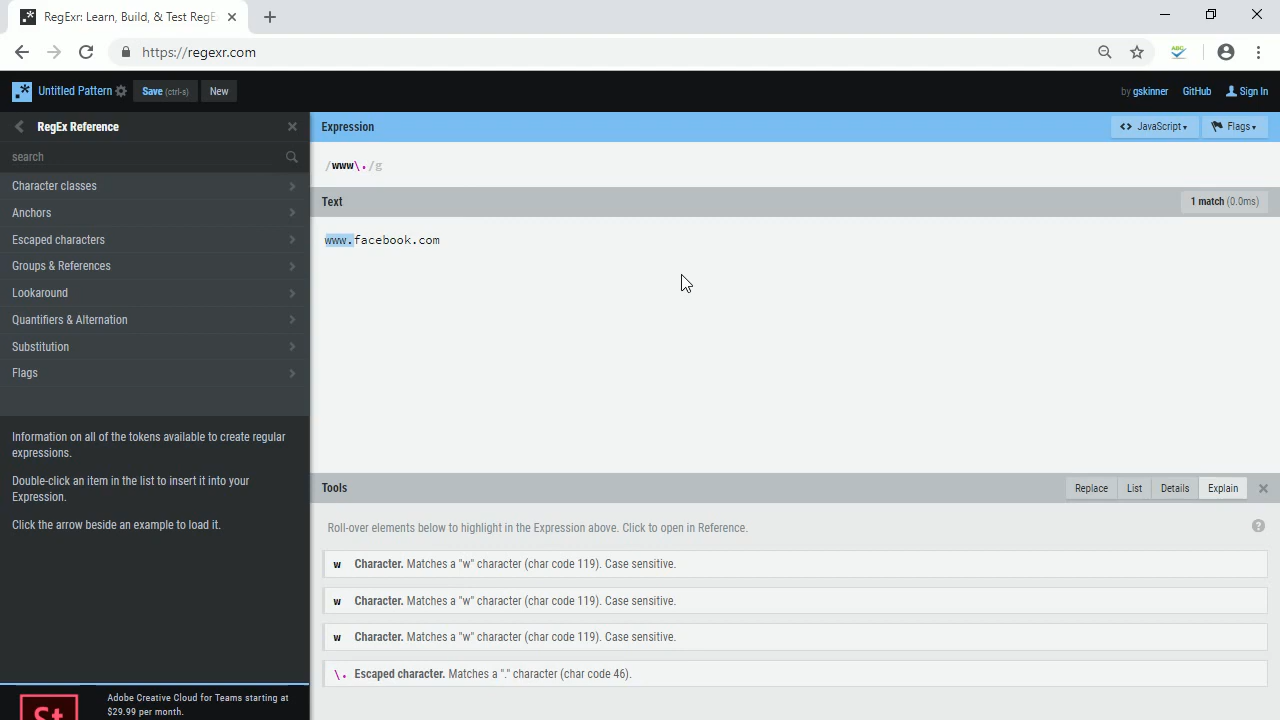 RegExr: Learn, Build, & Test RegE
https://regexr.com
Untitled Pattern
Save (ctrl-s)
New
by gskinner
GitHub
Sign In
RegEx Reference
search
Character classes
Anchors
Escaped characters
Groups & References
Lookaround
Quantifiers & Alternation
Substitution
Flags
Information on all of the tokens available to create regular
expressions.
Double-click an item in the list to insert it into your
Expression.
Click the arrow beside an example to load it.
St
Adobe Creative Cloud for Teams starting at
$29.99 per month.
Expression
<> JavaScript
Flags
/www\./g
Text
1 match (0.0ms)
www.facebook.com
Tools
Replace
List
Details
Explain
Roll-over elements below to highlight in the Expression above. Click to open in Reference.
?
w Character. Matches a "w" character (char code 119). Case sensitive.
w Character. Matches a "w" character (char code 119). Case sensitive.
w Character. Matches a "w" character (char code 119). Case sensitive.
\. Escaped character. Matches a "." character (char code 46).